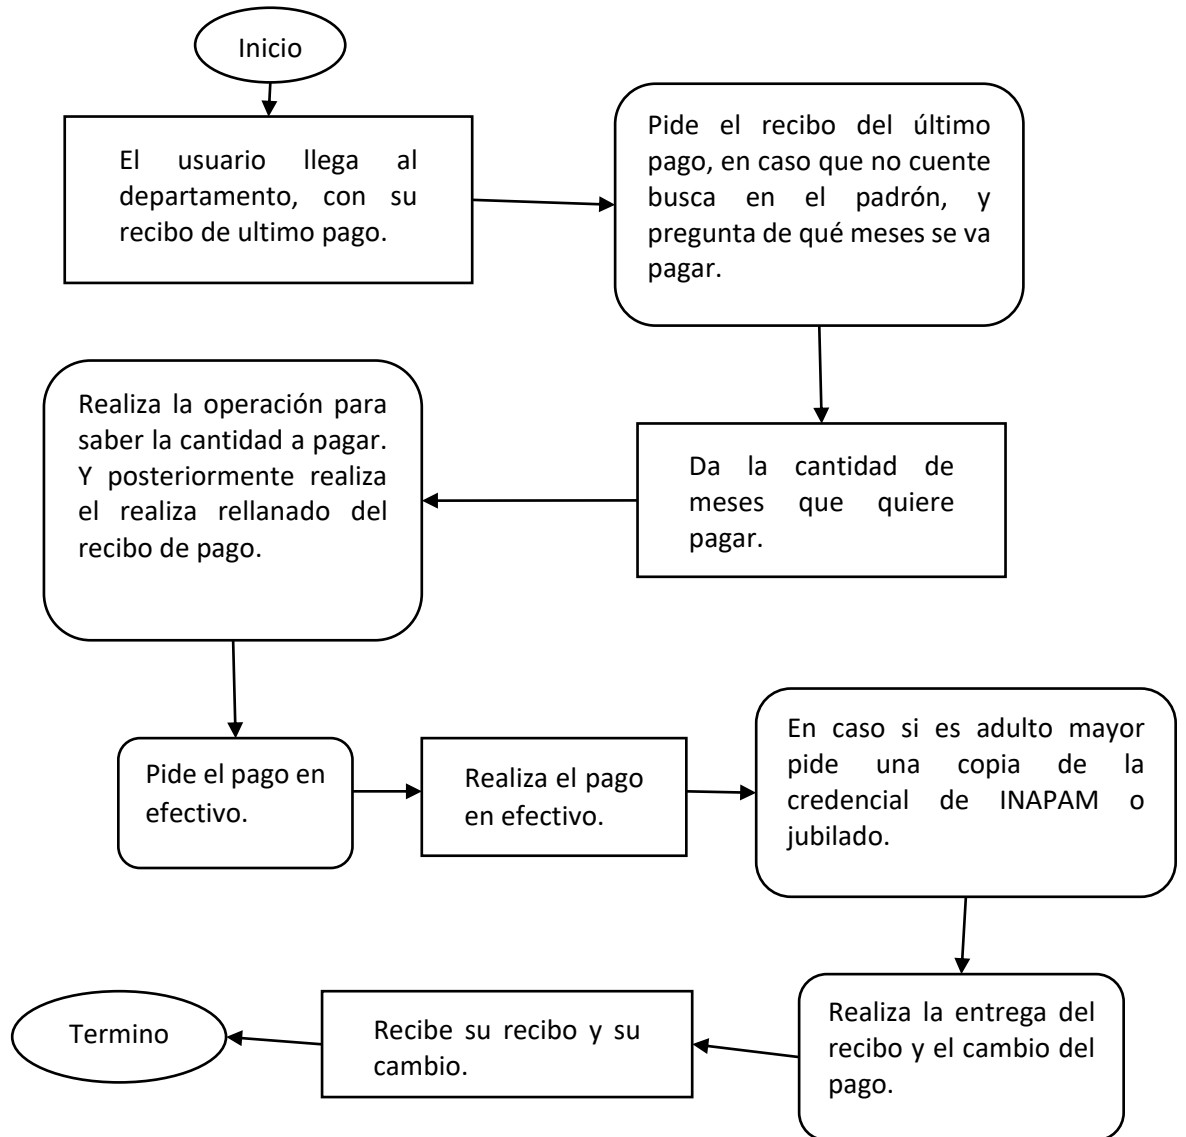 Inicio
El usuario llega al
departamento, con su
recibo de ultimo pago.
Pide el recibo del último
pago, en caso que no cuente
busca en el padrón, y
pregunta de qué meses se va
pagar.
Da la cantidad de
meses que quiere
pagar.
Realiza la operación para
saber la cantidad a pagar.
Y posteriormente realiza
el realiza rellanado del
recibo de pago.
Pide el pago en
efectivo.
Realiza el pago
en efectivo.
En caso si es adulto mayor
pide una copia de la
credencial de INAPAM o
jubilado.
Realiza la entrega del
recibo y el cambio del
pago.
Recibe su recibo y su
cambio.
Termino